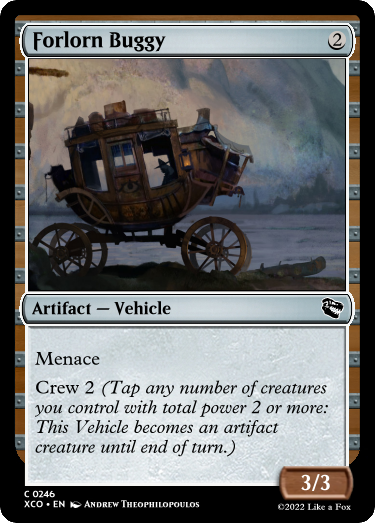 Forlorn Buggy 2
Artifact — Vehicle
Menace
Crew 2 (Tap any number of creatures
you control with total power 2 or more:
This Vehicle becomes an artifact
creature until end of turn.)
3/3
C 0246
XCO • EN Andrew Theophilopoulos
©2022 Like a Fox